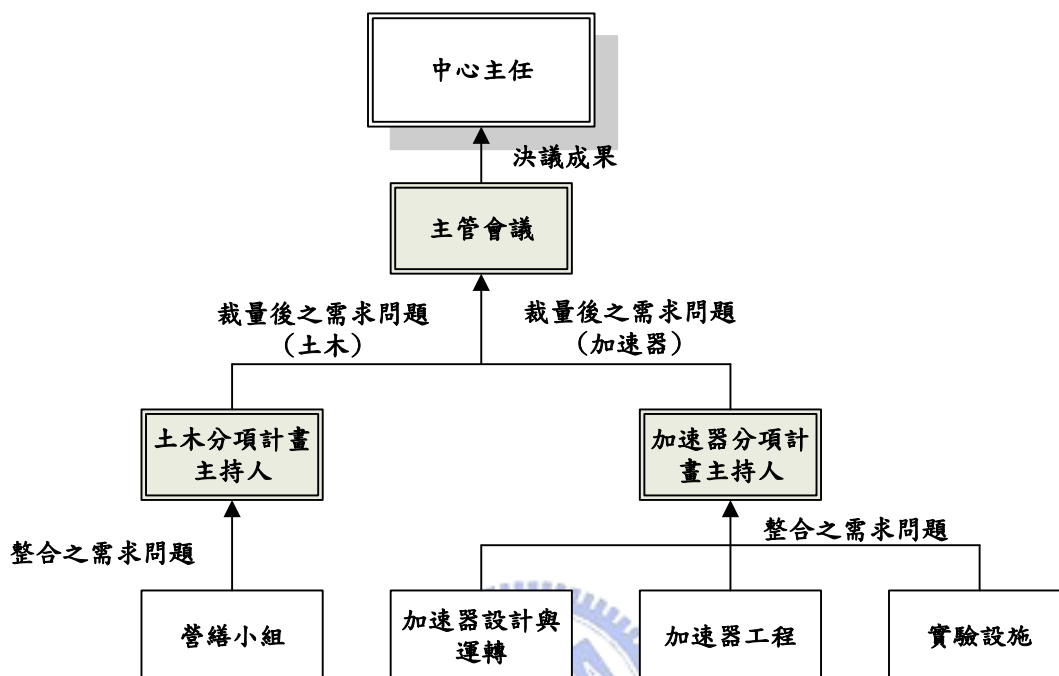 中心主任
決議成果
主管會議
裁量後之需求問題
（土木）
裁量後之需求問題
（加速器）
土木分項計畫
主持人
加速器分項計
畫主持人
整合之需求問題
整合之需求問題
營繕小組
加速器設計與
運轉
加速器工程
實驗設施